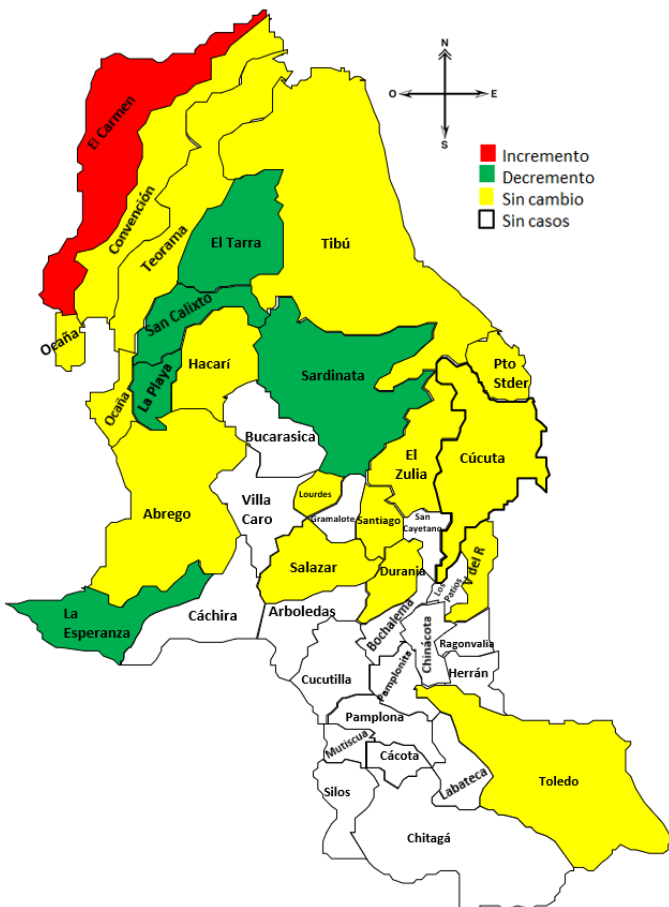 N
O
E
S
Incremento
Decremento
Sin cambio
Sin casos
El Carmen
Convención
Teorama
El Tarra
Tibú
San Calixto
Ocaña
La Playa
Hacarí
Sardinata
Pto
Stder
Ocaña
Bucarasica
El
Zulia
Cúcuta
Villa
Caro
Lourdes
Gramalote
Santiago
San
Cayetano
Abrego
Salazar
Durania
Los
Patios
V del R
La
Esperanza
Cáchira
Arboledas
Bochalema
Chinácota
Ragonvalia
Herrán
Cucutilla
Pamplonita
Pamplona
Mutiscua
Cácota
Labateca
Toledo
Silos
Chitagá